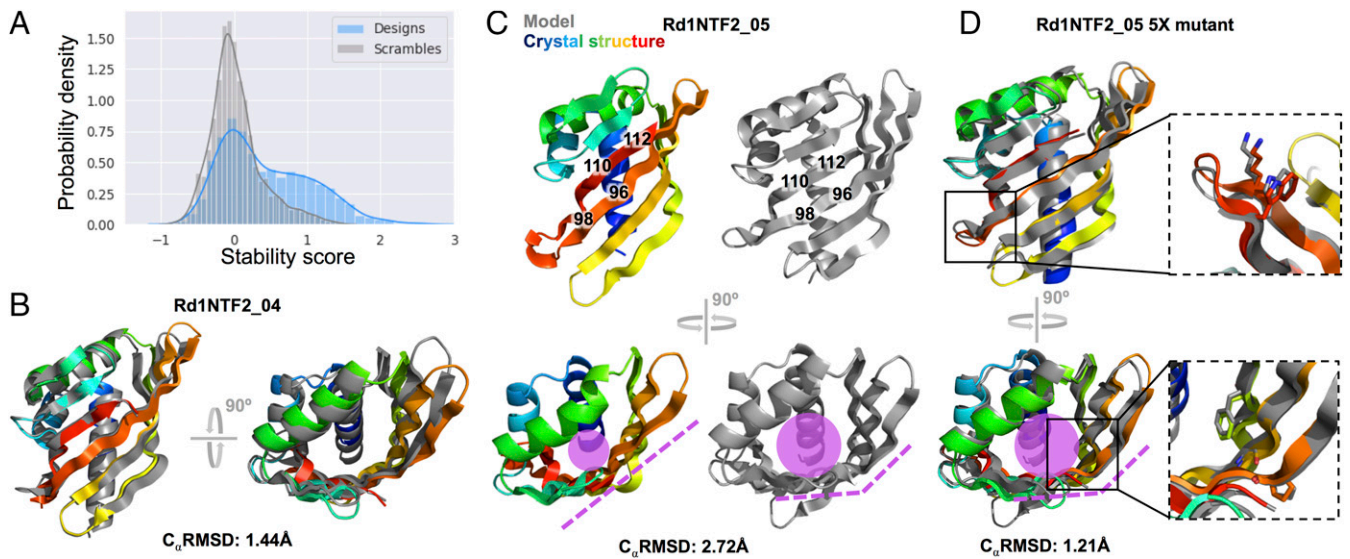 A
Probability density
1.50
1.25
1.00
0.75
0.50
0.25
0.00
−1
0
1
2
3
Stability score
Designs
Scrambles
B
Rd1NTF2_04
90º
CαRMSD: 1.44Å
C
Model
Crystal structure
Rd1NTF2_05
112
110
96
98
112
110
96
98
90º
CαRMSD: 2.72Å
D
Rd1NTF2_05 5X mutant
90º
CαRMSD: 1.21Å